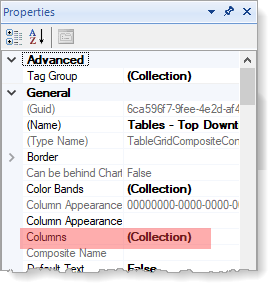 Properties
Advanced
Tag Group (Collection)
General
(Guid) 6ca596f7-9fee-4e2d-af4
(Name) Tables - Top Downt
(Type Name) TableGridCompositeCon
Border
Can be behind Chart False
Color Bands (Collection)
Column Appearance 00000000-0000-0000-0
Column Appearance
Columns (Collection)
Composite Name
Default Text False